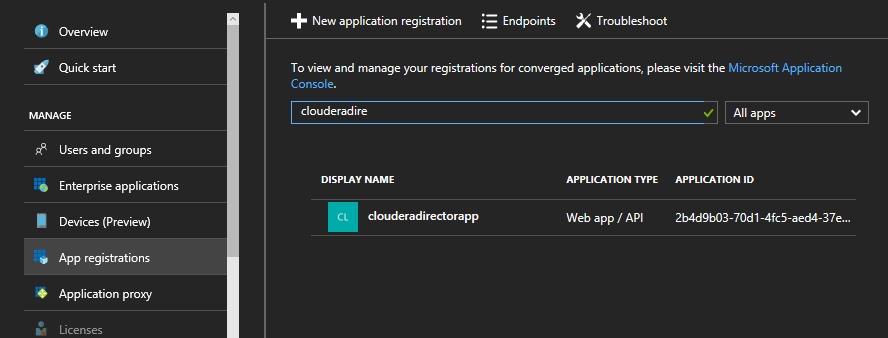 Overview
Quick start
MANAGE
Users and groups
Enterprise applications
Devices (Preview)
App registrations
Application proxy
Licenses
New application registration Endpoints Troubleshoot
To view and manage your registrations for converged applications, please visit the Microsoft Application
Console.
clouderadire All apps
DISPLAY NAME APPLICATION TYPE APPLICATION ID
CL clouderadirectorapp Web app / API 2b4d9b03-70d1-4fc5-aed4-37e...